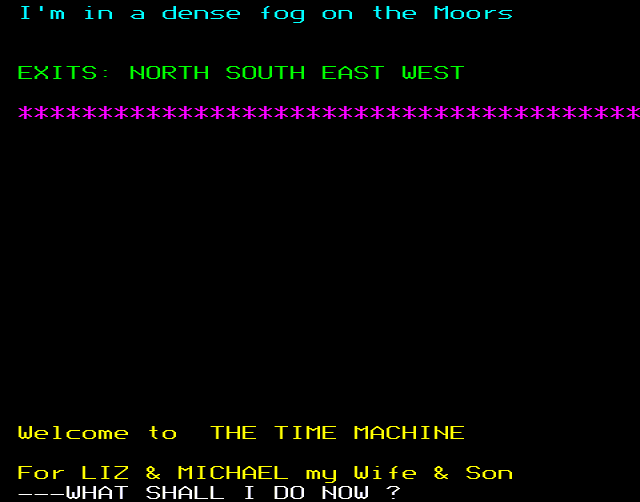 I'm in a dense fog on the Moors
EXITS: NORTH SOUTH EAST WEST
***************************************
Welcome to  THE TIME MACHINE
For LIZ & MICHAEL my Wife & Son
---WHAT SHALL I DO NOW ?